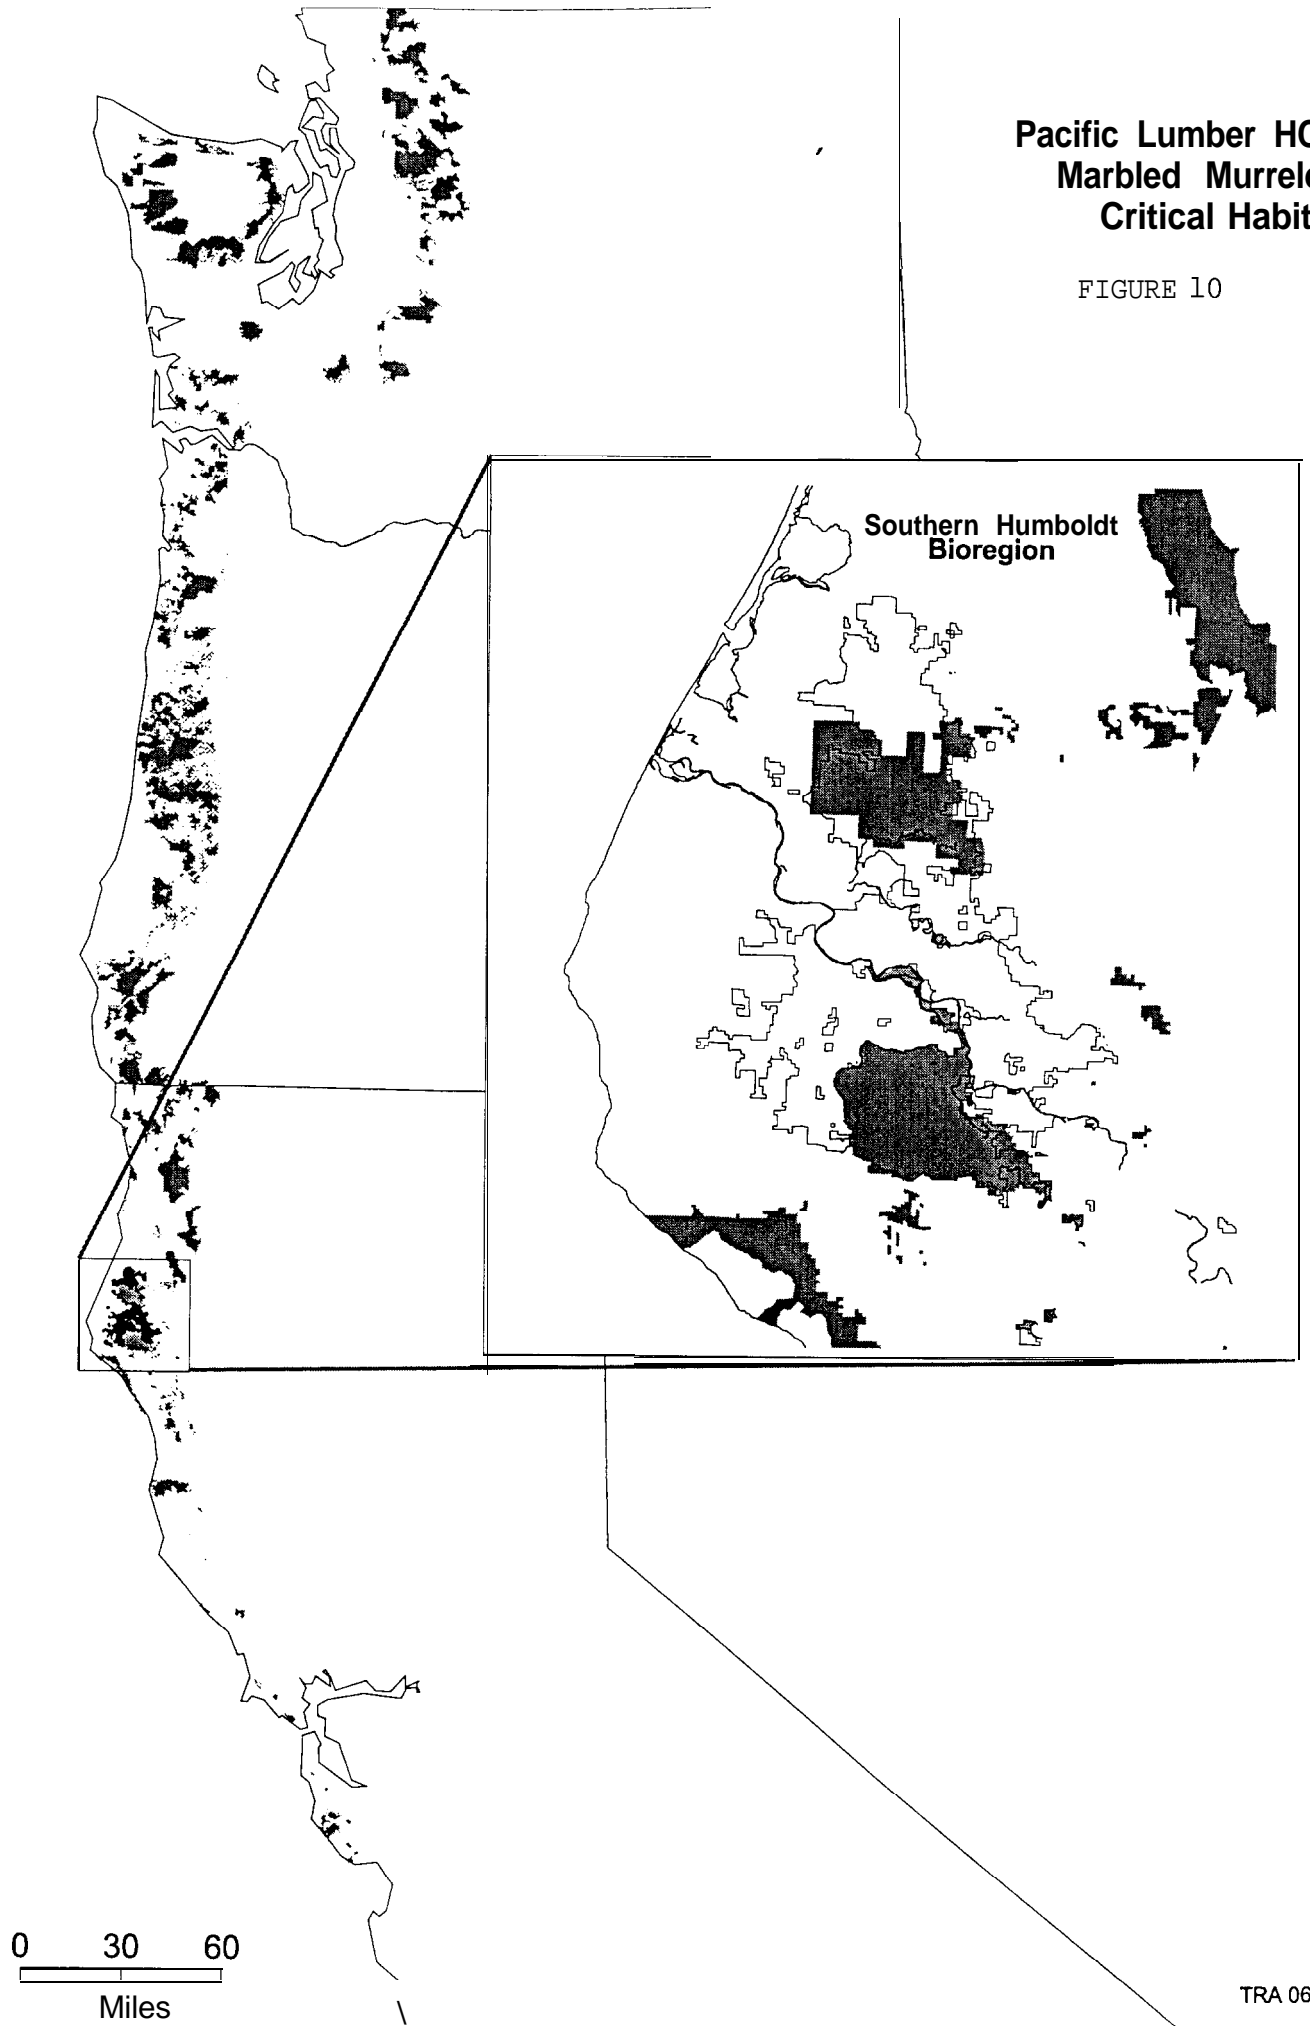 Pacific Lumber HC
Marbled Murrele
Critical Habit
FIGURE 10
Southern Humboldt
Bioregion
0 30 60
Miles
TRA 06